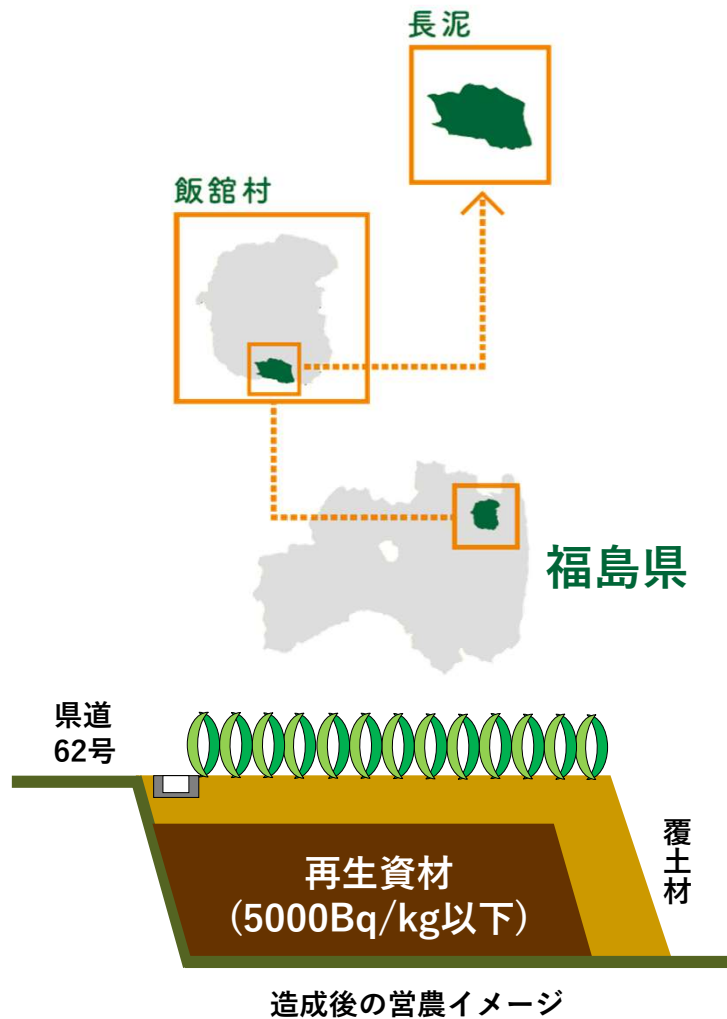 長泥
飯舘村
福島県
県道
62号
覆土材
再生資材
(5000Bq/kg以下)
造成後の営農イメージ